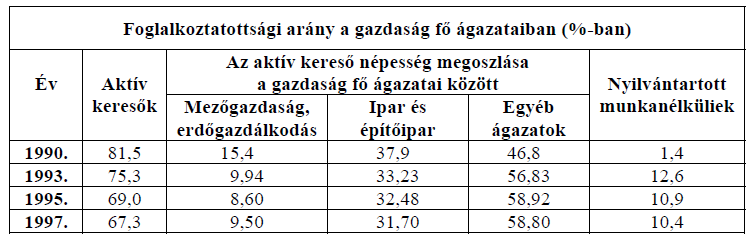 Foglalkoztatottsági arány a gazdaság fő ágazataiban (%-ban)
Év
Aktív
keresők
Az aktív kereső népesség megoszlása
a gazdaság fő ágazatai között
Nyilvántartott
munkanélküliek
Mezőgazdaság,
erdőgazdálkodás
Ipar és
építőipar
Egyéb
ágazatok
1990. 81,5 15,4 37,9 46,8 1,4
1993. 75,3 9,94 33,23 56,83 12,6
1995. 69,0 8,60 32,48 58,92 10,9
1997. 67,3 9,50 31,70 58,80 10,4